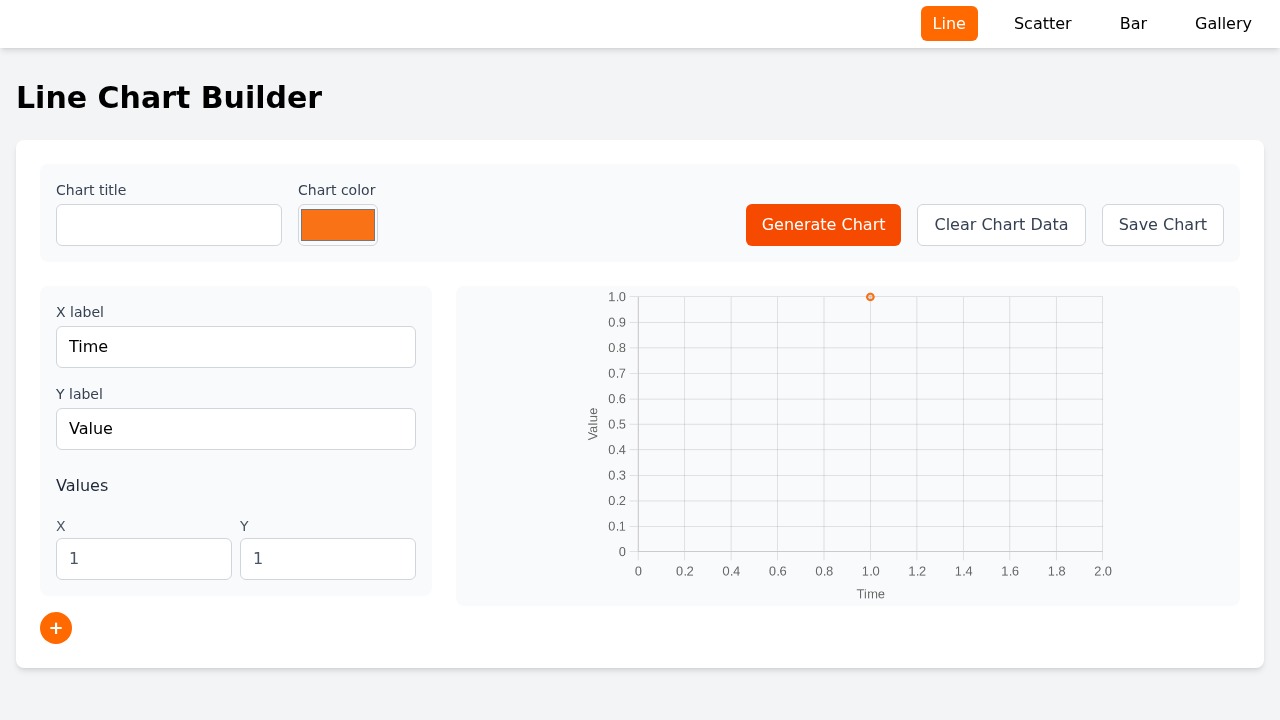 Line Scatter Bar Gallery
Line Chart Builder
Chart title
Chart color
Generate Chart
Clear Chart Data
Save Chart
X label
Time
Y label
Value
Values
X
Y
1
1
+
1.0
0.9
0.8
0.7
0.6
0.5
0.4
0.3
0.2
0.1
0
Value
0 0.2 0.4 0.6 0.8 1.0 1.2 1.4 1.6 1.8 2.0
Time